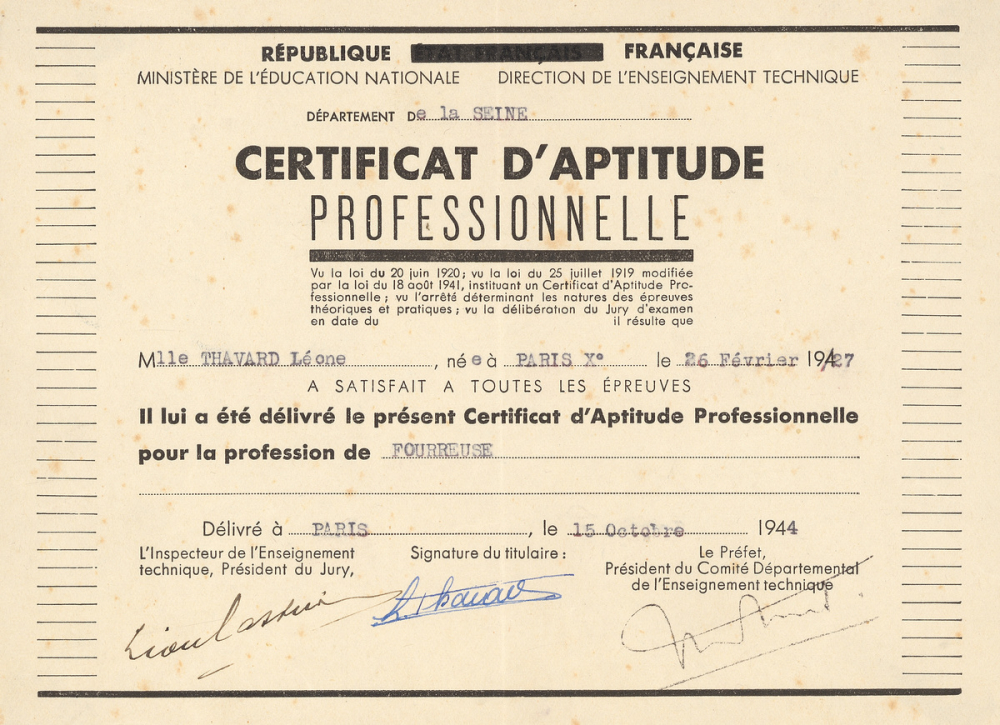 RÉPUBLIQUE ÉTAT FRANÇAIS FRANÇAISE
MINISTÈRE DE L'ÉDUCATION NATIONALE DIRECTION DE L'ENSEIGNEMENT TECHNIQUE
DÉPARTEMENT De la SEINE
CERTIFICAT D'APTITUDE
PROFESSIONNELLE
Vu la loi du 20 juin 1920; vu la loi du 25 juillet 1919 modifiée
par la loi du 18 août 1941, instituant un Certificat d'Aptitude Pro-
fessionnelle; vu l'arrêté déterminant les natures des épreuves
théoriques et pratiques; vu la délibération du Jury d'examen
en date du il résulte que
Mlle THAVARD Léone, née à PARIS X° le 26 Février 1927
A SATISFAIT A TOUTES LES ÉPREUVES
Il lui a été délivré le présent Certificat d'Aptitude Professionnelle
pour la profession de FOURREUSE
Délivré à PARIS, le 15 Octobre 1944
L'Inspecteur de l'Enseignement
technique, Président du Jury,
Signature du titulaire :
Le Préfet,
Président du Comité Départemental
de l'Enseignement technique
L. Thavard